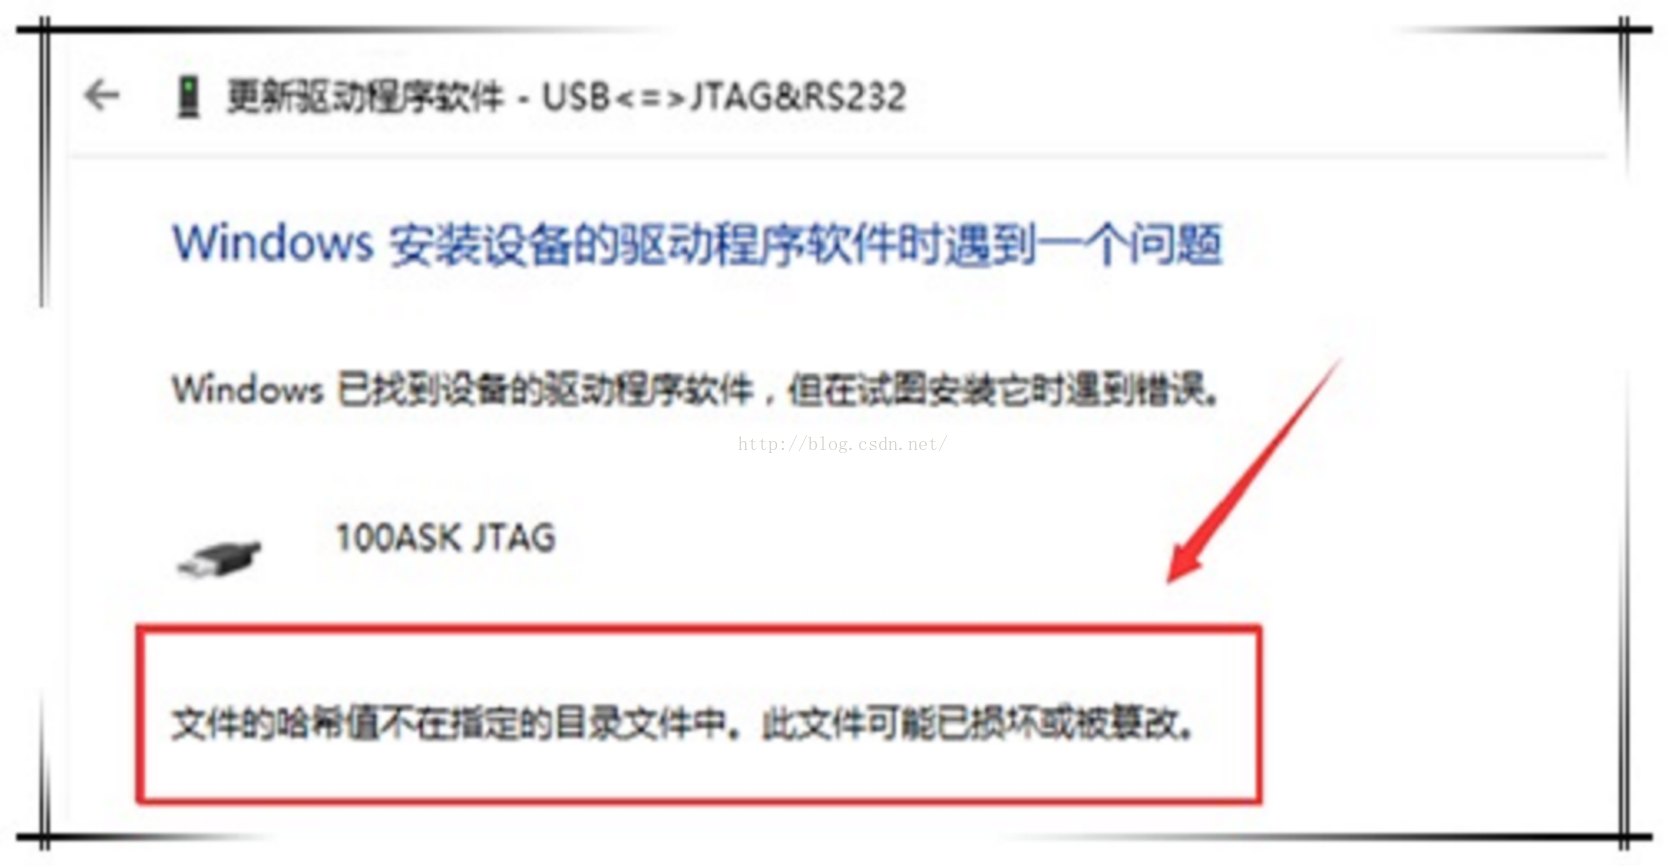 更新驱动程序软件 - USB<=>JTAG&RS232
Windows 安装设备的驱动程序软件时遇到一个问题
Windows 已找到设备的驱动程序软件，但在试图安装它时遇到错误。
http://blog.csdn.net/
100ASK JTAG
文件的哈希值不在指定的目录文件中。此文件可能已损坏或被篡改。